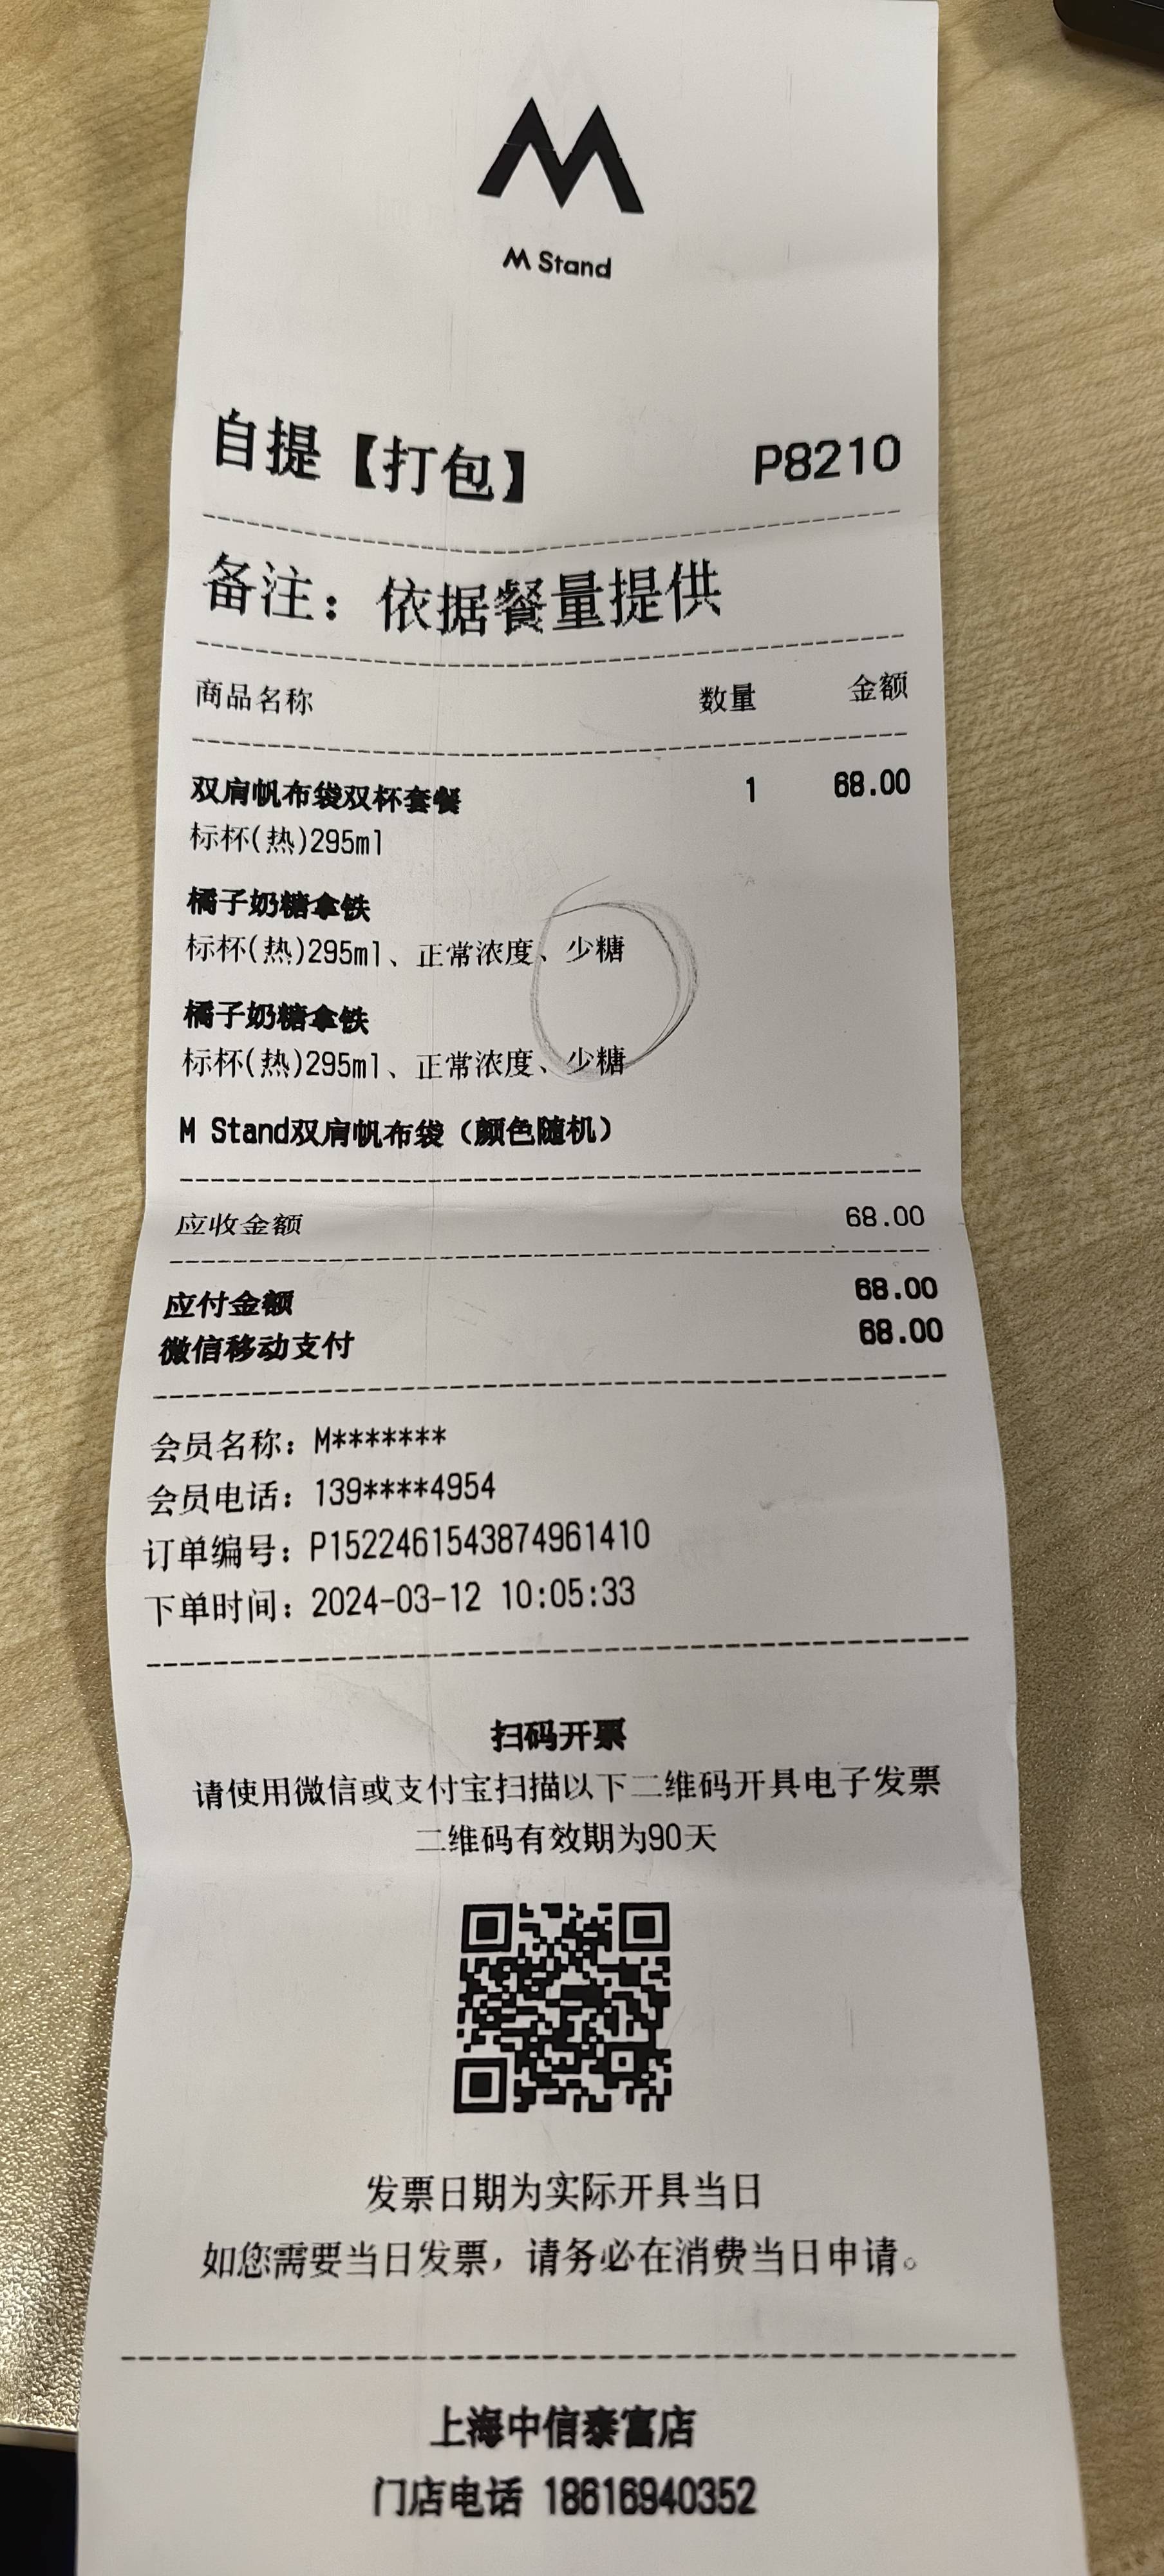 M Stand
自提【打包】 P8210
备注：依据餐量提供
商品名称 数量 金额
双肩帆布袋双杯套餐 1 68.00
标杯(热)295ml
橘子奶糖拿铁
标杯(热)295ml、正常浓度、少糖
橘子奶糖拿铁
标杯(热)295ml、正常浓度、少糖
M Stand双肩帆布袋（颜色随机）
应收金额 68.00
应付金额 68.00
微信移动支付 68.00
会员名称：M*******
会员电话：139****4954
订单编号：P1522461543874961410
下单时间：2024-03-12 10:05:33
扫码开票
请使用微信或支付宝扫描以下二维码开具电子发票
二维码有效期为90天
发票日期为实际开具当日
如您需要当日发票，请务必在消费当日申请。
上海中信泰富店
门店电话 18616940352